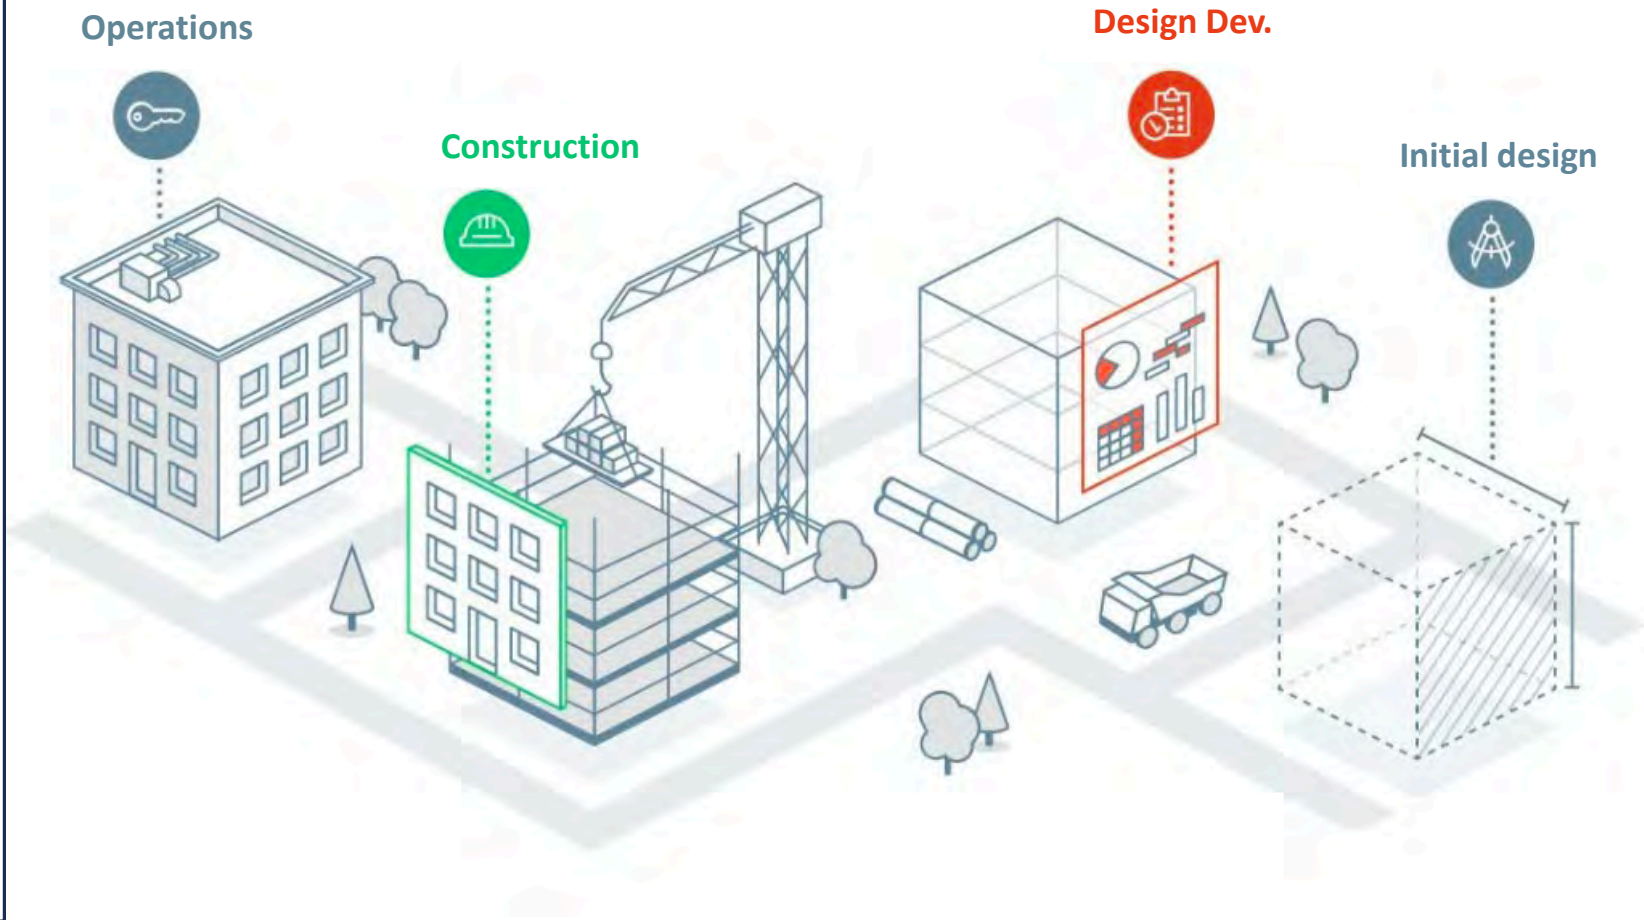 Operations
Design Dev.
Construction
Initial design